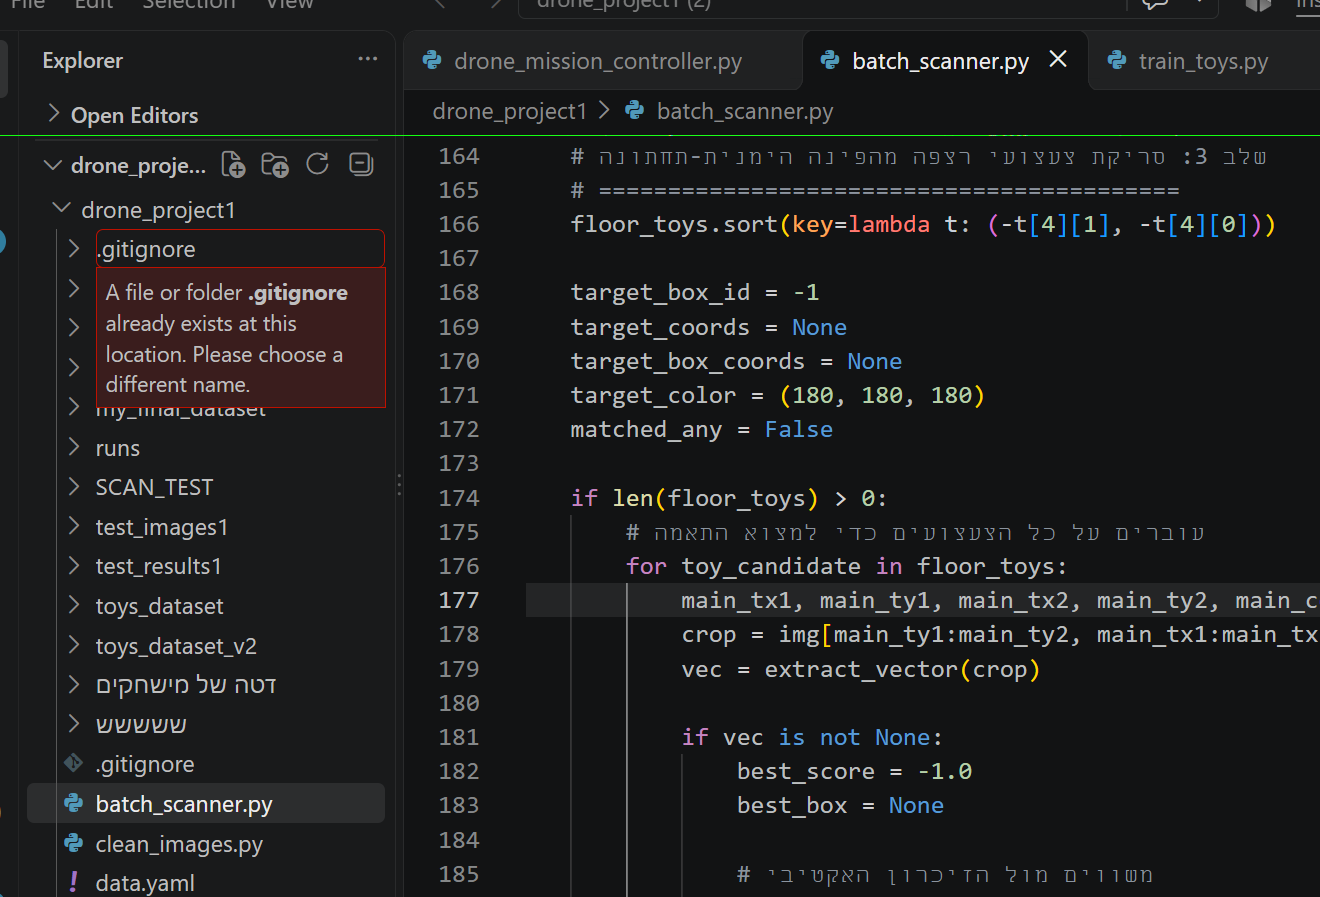 File Edit Selection View
drone_project1 (2)
Explorer
drone_mission_controller.py
batch_scanner.py
train_toys.py
Open Editors
drone_project1 > batch_scanner.py
drone_proje...
drone_project1
.gitignore
A file or folder .gitignore
already exists at this
location. Please choose a
different name.
my_final_dataset
runs
SCAN_TEST
test_images1
test_results1
toys_dataset
toys_dataset_v2
דטה של מישחקים
שששששש
.gitignore
batch_scanner.py
clean_images.py
data.yaml
164 # שלב 3: סריקת צעצועי רצפה מהפינה הימנית-תחתונה
165 # ==========================================
166 floor_toys.sort(key=lambda t: (-t[4][1], -t[4][0]))
167
168 target_box_id = -1
169 target_coords = None
170 target_box_coords = None
171 target_color = (180, 180, 180)
172 matched_any = False
173
174 if len(floor_toys) > 0:
175 # עוברים על כל הצעצועים כדי למצוא התאמה
176 for toy_candidate in floor_toys:
177 main_tx1, main_ty1, main_tx2, main_ty2, main_c
178 crop = img[main_ty1:main_ty2, main_tx1:main_tx
179 vec = extract_vector(crop)
180
181 if vec is not None:
182 best_score = -1.0
183 best_box = None
184
185 # משווים מול הזיכרון האקטיבי